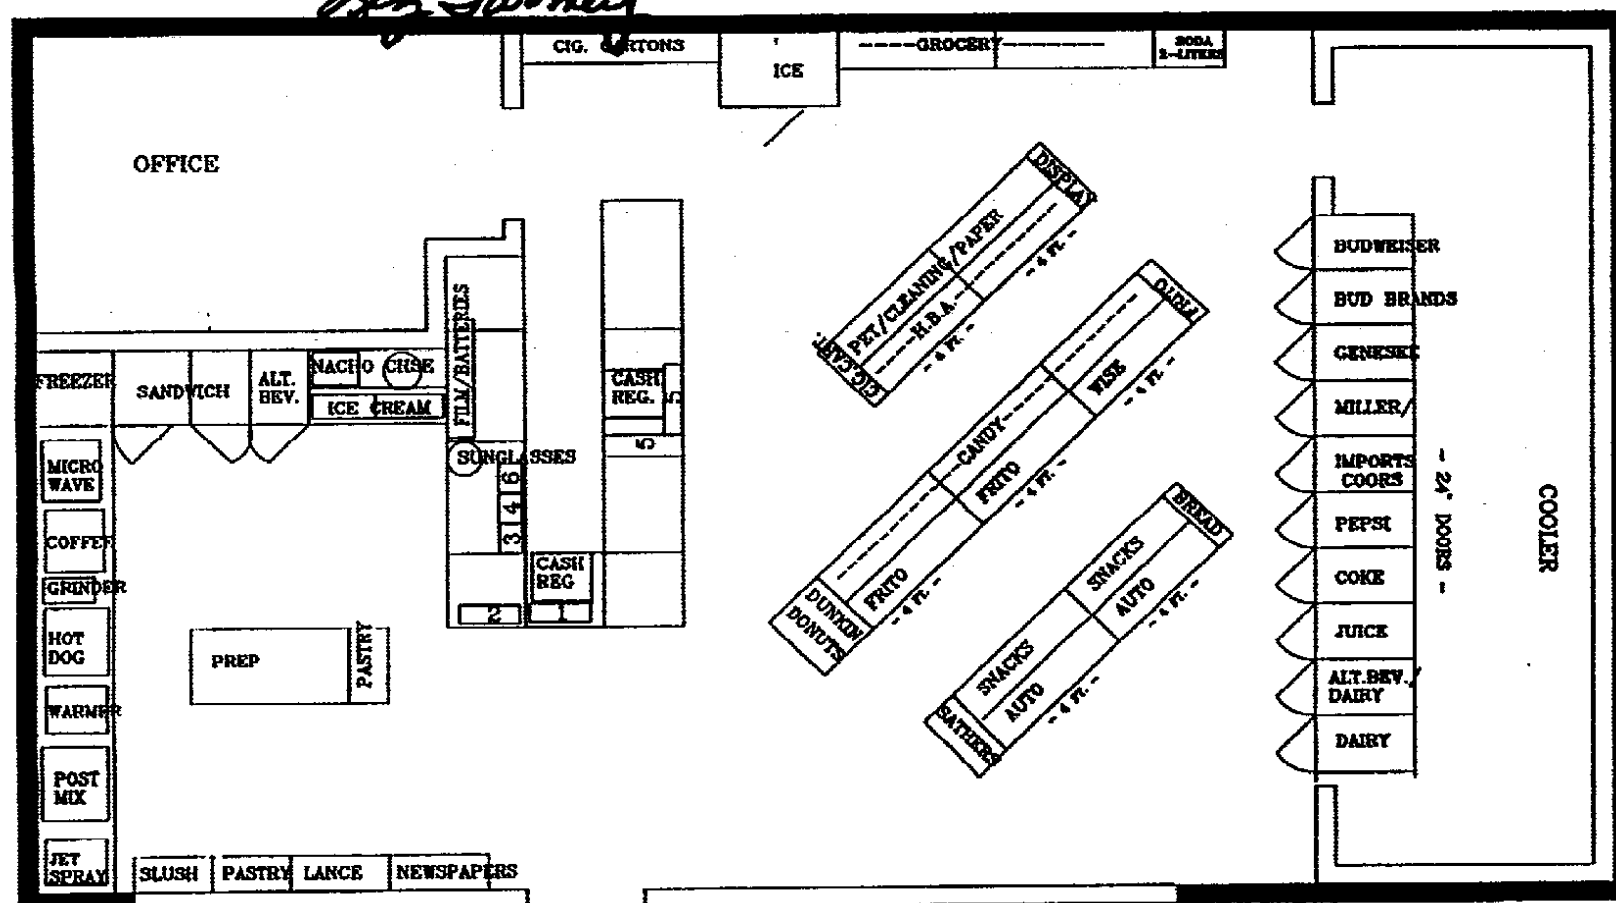 CIG. CARTONS
ICE
----GROCERY----------
SODA
2-LITERS
OFFICE
DISPLAY
PET/CLEANING/PAPER
H.B.A.
- 4 FT. -
- 4 FT. -
CIG.CART.
BUDWEISER
BUD BRANDS
GENESEE
MILLER/
IMPORTS
COORS
PEPSI
COKE
JUICE
ALT.BEV./
DAIRY
DAIRY
- 24" DOORS -
COOLER
FREEZER
SANDWICH
ALT.
BEV.
NACHO CHSE
ICE CREAM
FILM/BATTERIES
SUNGLASSES
6
4
3
2
1
CASH
REG
CASH
REG.
5
5
FRITO
WISE
- 4 FT. -
CANDY
FRITO
- 4 FT. -
FRITO
- 4 FT. -
DUNKIN
DONUTS
BREAD
SNACKS
AUTO
- 4 FT. -
SNACKS
AUTO
- 4 FT. -
SATHERS
MICRO
WAVE
COFFEE
GRINDER
HOT
DOG
WARMER
POST
MIX
JET
SPRAY
PREP
PASTRY
SLUSH
PASTRY
LANCE
NEWSPAPERS